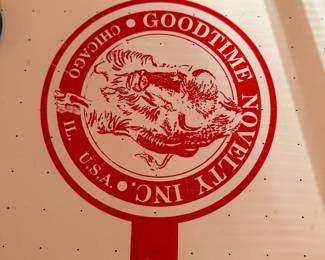 GOODTIME NOVELTY INC.
CHICAGO IL. U.S.A.